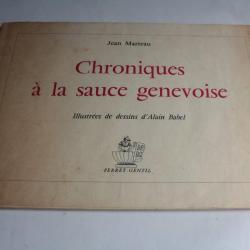 Jean Marteau
Chroniques
à la sauce genevoise
Illustrées de dessins d'Alain Babel
PERRET-GENTIL